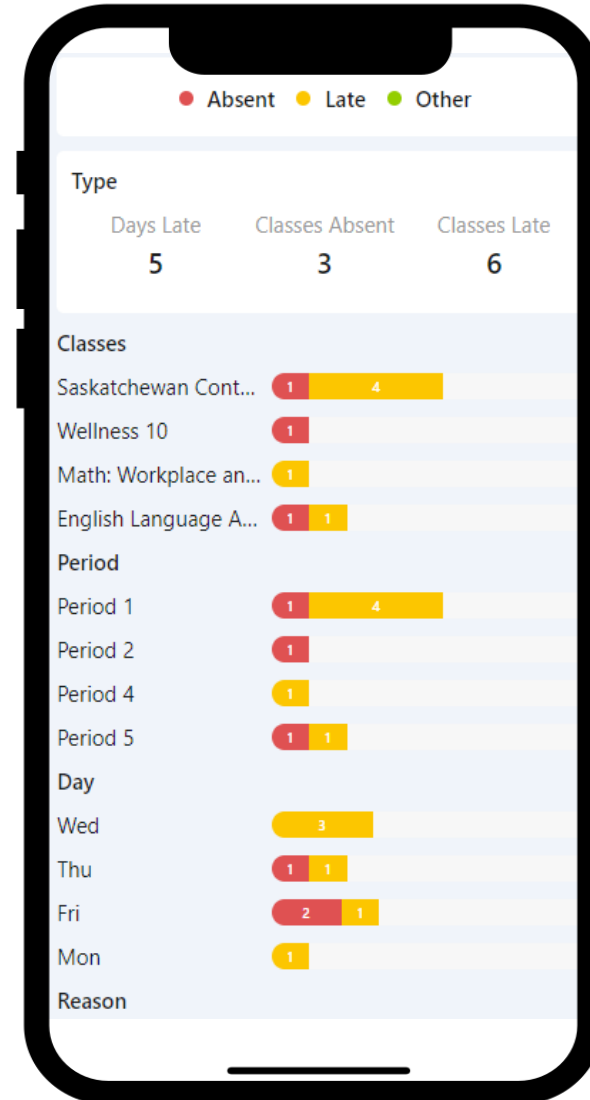 Absent Late Other
Type
Days Late Classes Absent Classes Late
5 3 6
Classes
Saskatchewan Cont... 1 4
Wellness 10 1
Math: Workplace an... 1
English Language A... 1 1
Period
Period 1 1 4
Period 2 1
Period 4 1
Period 5 1 1
Day
Wed 3
Thu 1 1
Fri 2 1
Mon 1
Reason